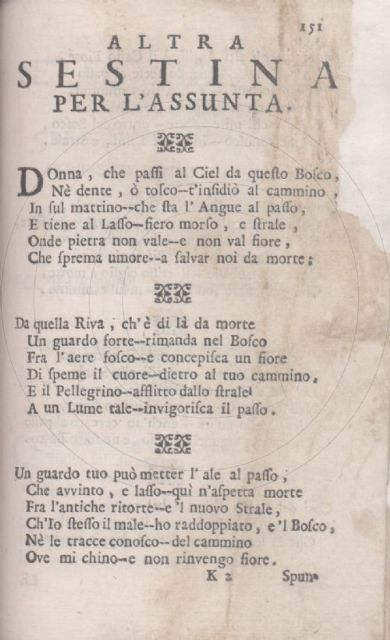 151
ALTRA
SESTINA
PER L'ASSUNTA.
Donna, che passi al Ciel da questo Bosco,
Nè dente, ò tosco--t'insidiò al cammino,
In sul mattino--che sta l'Angue al passo,
E tiene al Lasso--fiero morso, e strale,
Onde pietra non vale--e non val fiore,
Che sprema umore--a salvar noi da morte;
Da quella Riva, ch'è di là da morte
Un guardo forte--rimanda nel Bosco
Fra l'aere fosco--e concepisca un fiore
Di speme il cuore--dietro al tuo cammino,
E il Pellegrino--afflitto dallo strale
A un Lume tale--invigorisca il passo.
Un guardo tuo può metter l'ale al passo,
Che avvinto, e lasso--quì n'aspetta morte
Fra l'antiche ritorte--e 'l nuovo Strale,
Ch'Io stesso il male--ho raddoppiato, e 'l Bosco,
Nè le tracce conosco--del cammino
Ove mi chino--e non rinvengo fiore.
K 2 Spun-